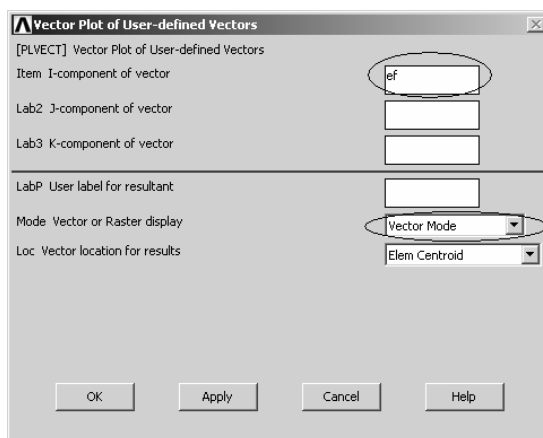 Vector Plot of User-defined Vectors
[PLVECT] Vector Plot of User-defined Vectors
Item I-component of vector
ef
Lab2 J-component of vector
Lab3 K-component of vector
LabP User label for resultant
Mode Vector or Raster display
Vector Mode
Loc Vector location for results
Elem Centroid
OK Apply Cancel Help